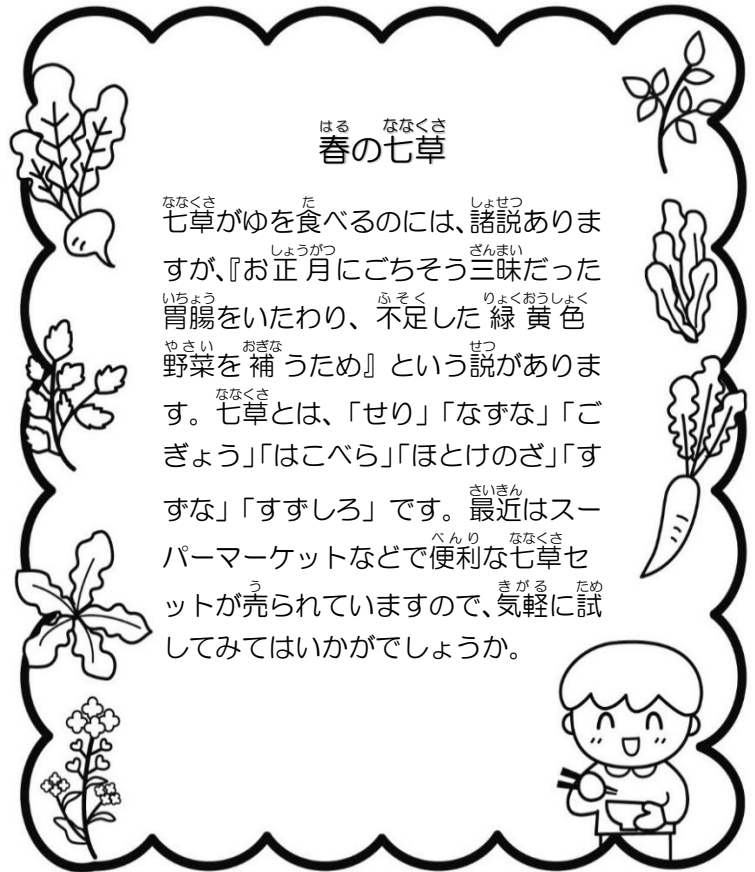 春の七草
七草がゆを食べるのには、諸説ありま
すが、『お正月にごちそう三昧だった
胃腸をいたわり、不足した緑黄色
野菜を補うため』という説がありま
す。七草とは、「せり」「なずな」「ご
ぎょう」「はこべら」「ほとけのざ」「す
ずな」「すずしろ」です。最近はスー
パーマーケットなどで便利な七草セ
ットが売られていますので、気軽に試
してみてはいかがでしょうか。